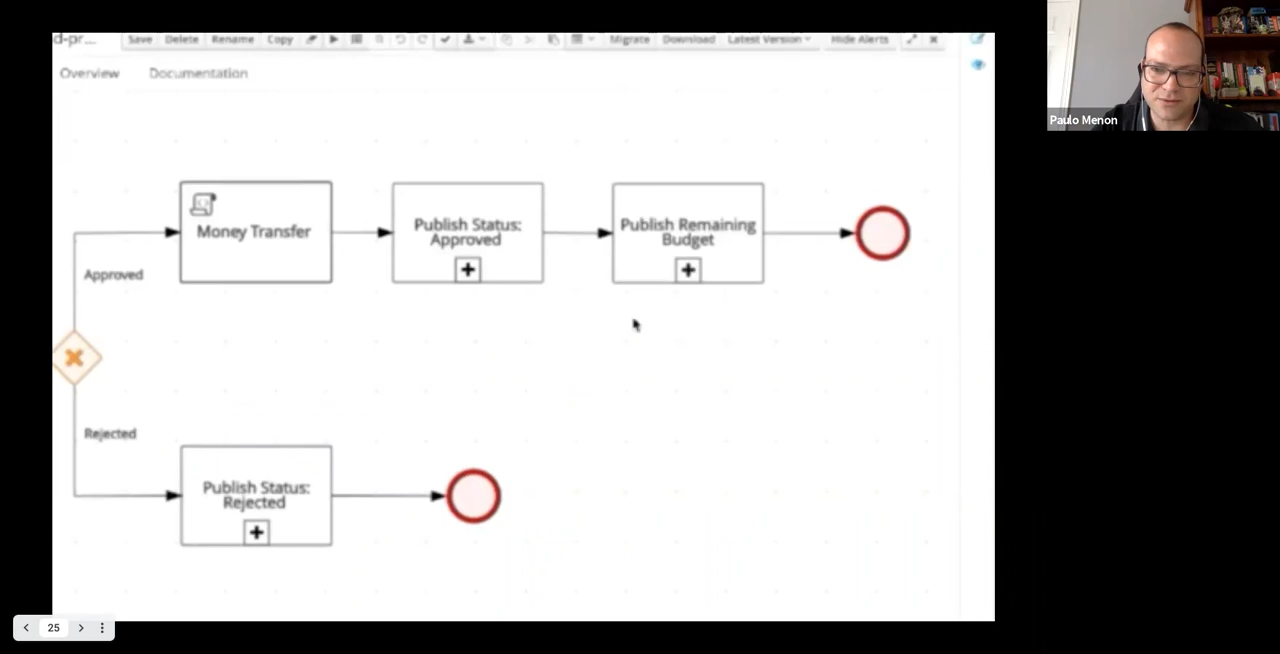 d-pr... Save Delete Rename Copy Migrate Download Latest Version Hide Alerts
Paulo Menon
Overview Documentation
Money Transfer
Publish Status:
Approved
Publish Remaining
Budget
Approved
Rejected
Publish Status:
Rejected
25